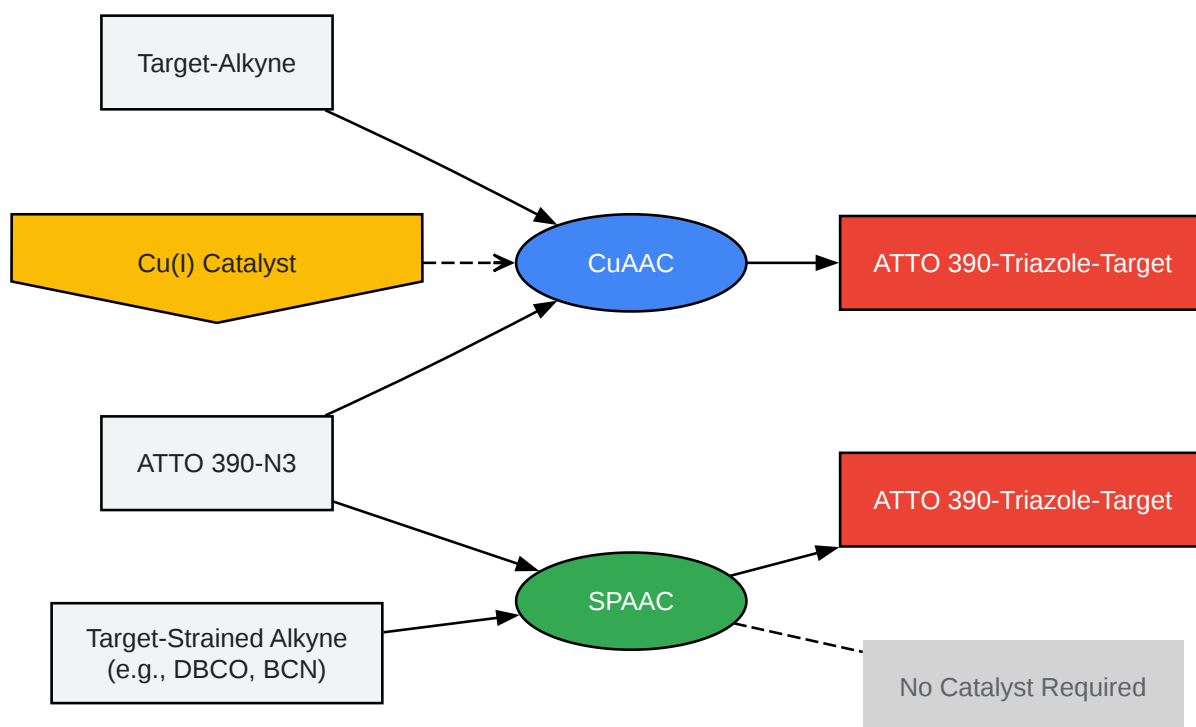 Target-Alkyne
Cu(I) Catalyst
CuAAC
ATTO 390-Triazole-Target
ATTO 390-N3
ATTO 390-Triazole-Target
SPAAC
Target-Strained Alkyne
(e.g., DBCO, BCN)
No Catalyst Required